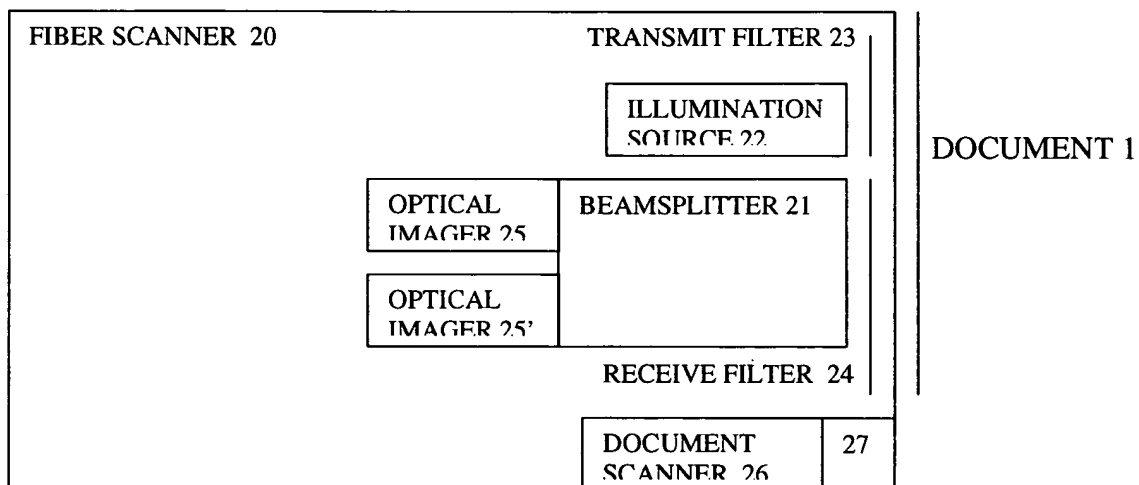 FIBER SCANNER 20
TRANSMIT FILTER 23
ILLUMINATION
SOURCE 22
DOCUMENT 1
OPTICAL
IMAGER 25
BEAMSPLITTER 21
OPTICAL
IMAGER 25'
RECEIVE FILTER 24
DOCUMENT
SCANNER 26
27